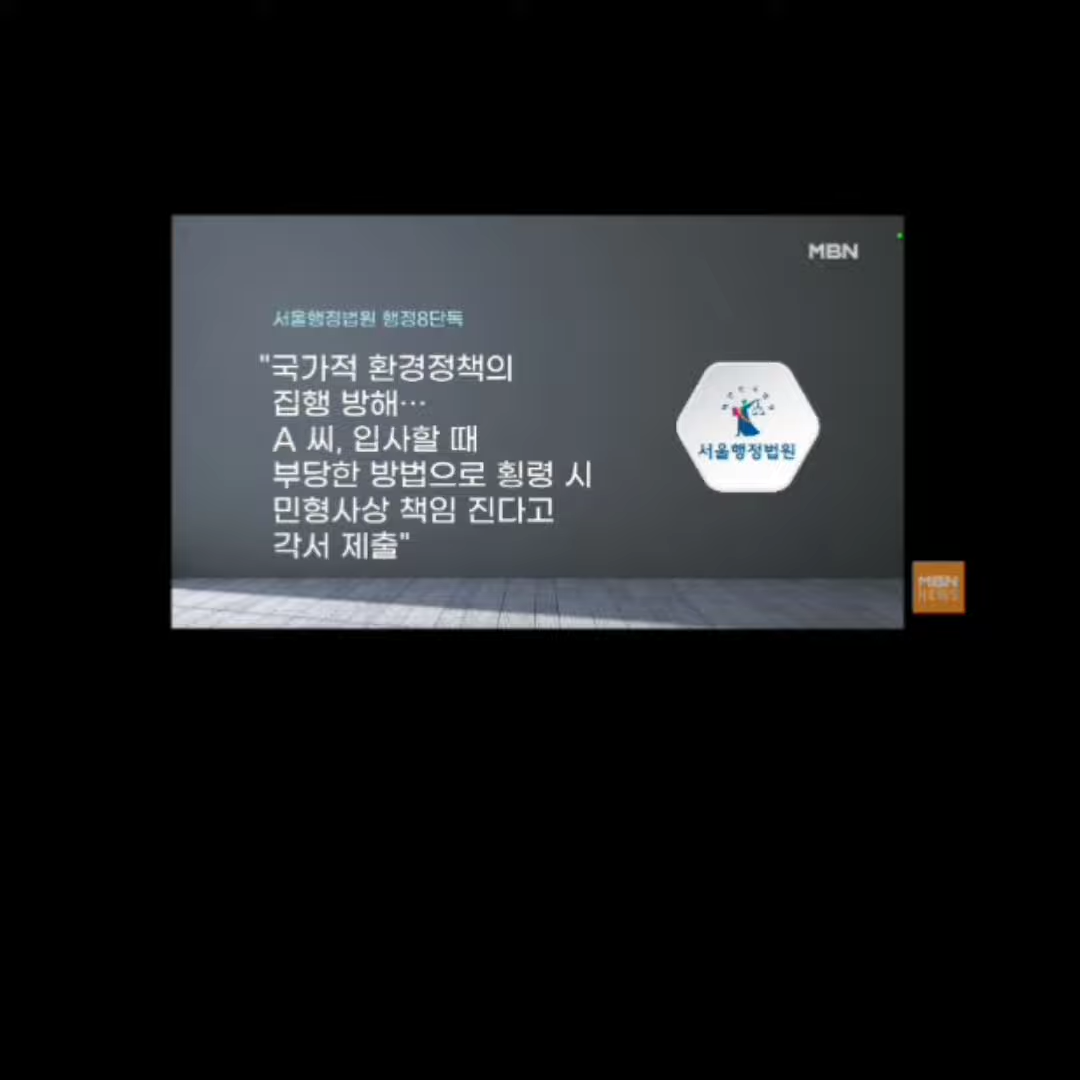 MBN
서울행정법원 행정8단독
"국가적 환경정책의
집행 방해…
A 씨, 입사할 때
부당한 방법으로 횡령 시
민형사상 책임 진다고
각서 제출"
서울행정법원
MBN
NEWS